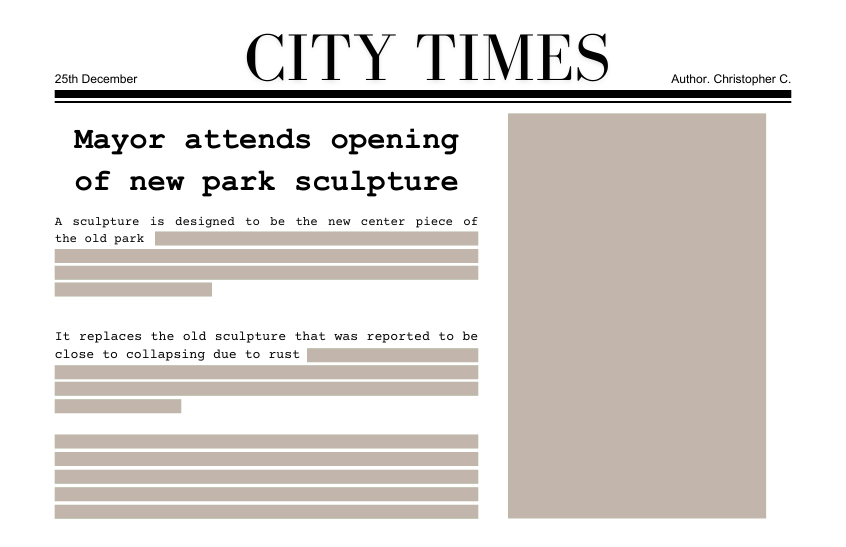 CITY TIMES
25th December
Author. Christopher C.
Mayor attends opening
of new park sculpture
A sculpture is designed to be the new center piece of
the old park
It replaces the old sculpture that was reported to be
close to collapsing due to rust